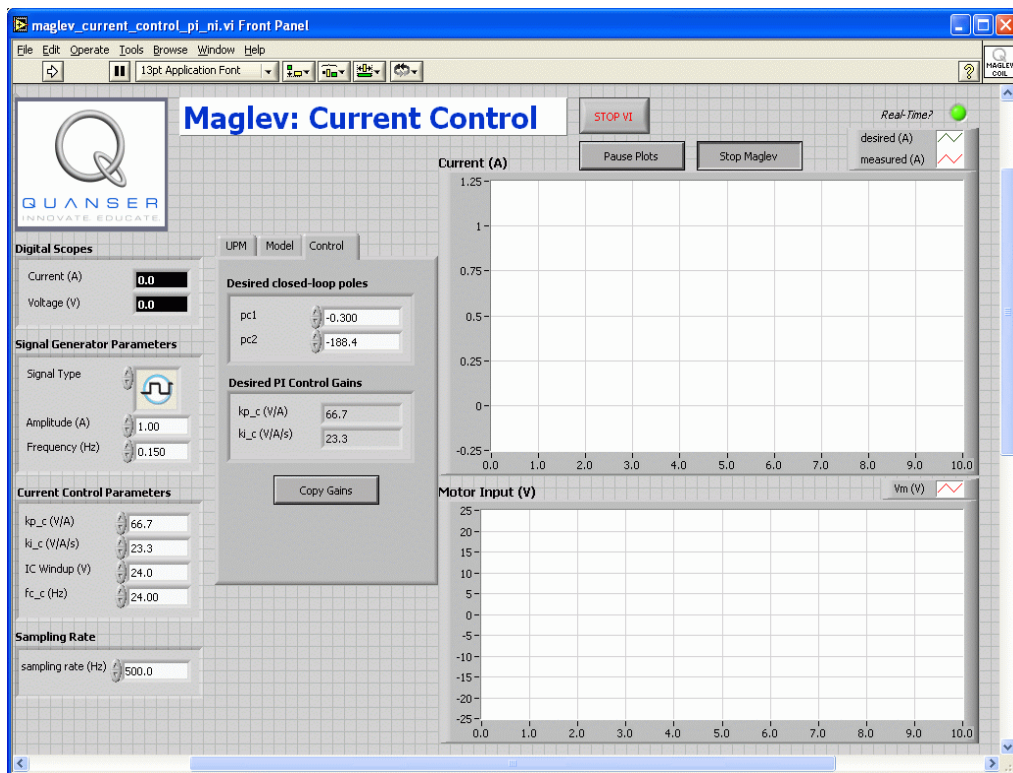 maglev_current_control_pi_ni.vi Front Panel
File Edit Operate Tools Browse Window Help
13pt Application Font
MAGLEV
COIL
QUANSER
INNOVATE. EDUCATE.
Maglev: Current Control
STOP VI
Real-Time?
Pause Plots
Stop Maglev
desired (A)
measured (A)
Digital Scopes
Current (A) 0.0
Voltage (V) 0.0
Signal Generator Parameters
Signal Type
Amplitude (A) 1.00
Frequency (Hz) 0.150
Current Control Parameters
kp_c (V/A) 66.7
ki_c (V/A/s) 23.3
IC Windup (V) 24.0
fc_c (Hz) 24.00
Sampling Rate
sampling rate (Hz) 500.0
UPM Model Control
Desired closed-loop poles
pc1 -0.300
pc2 -188.4
Desired PI Control Gains
kp_c (V/A) 66.7
ki_c (V/A/s) 23.3
Copy Gains
Current (A)
1.25
1
0.75
0.5
0.25
0
-0.25
0.0 1.0 2.0 3.0 4.0 5.0 6.0 7.0 8.0 9.0 10.0
Motor Input (V)
Vm (V)
25
20
15
10
5
0
-5
-10
-15
-20
-25
0.0 1.0 2.0 3.0 4.0 5.0 6.0 7.0 8.0 9.0 10.0